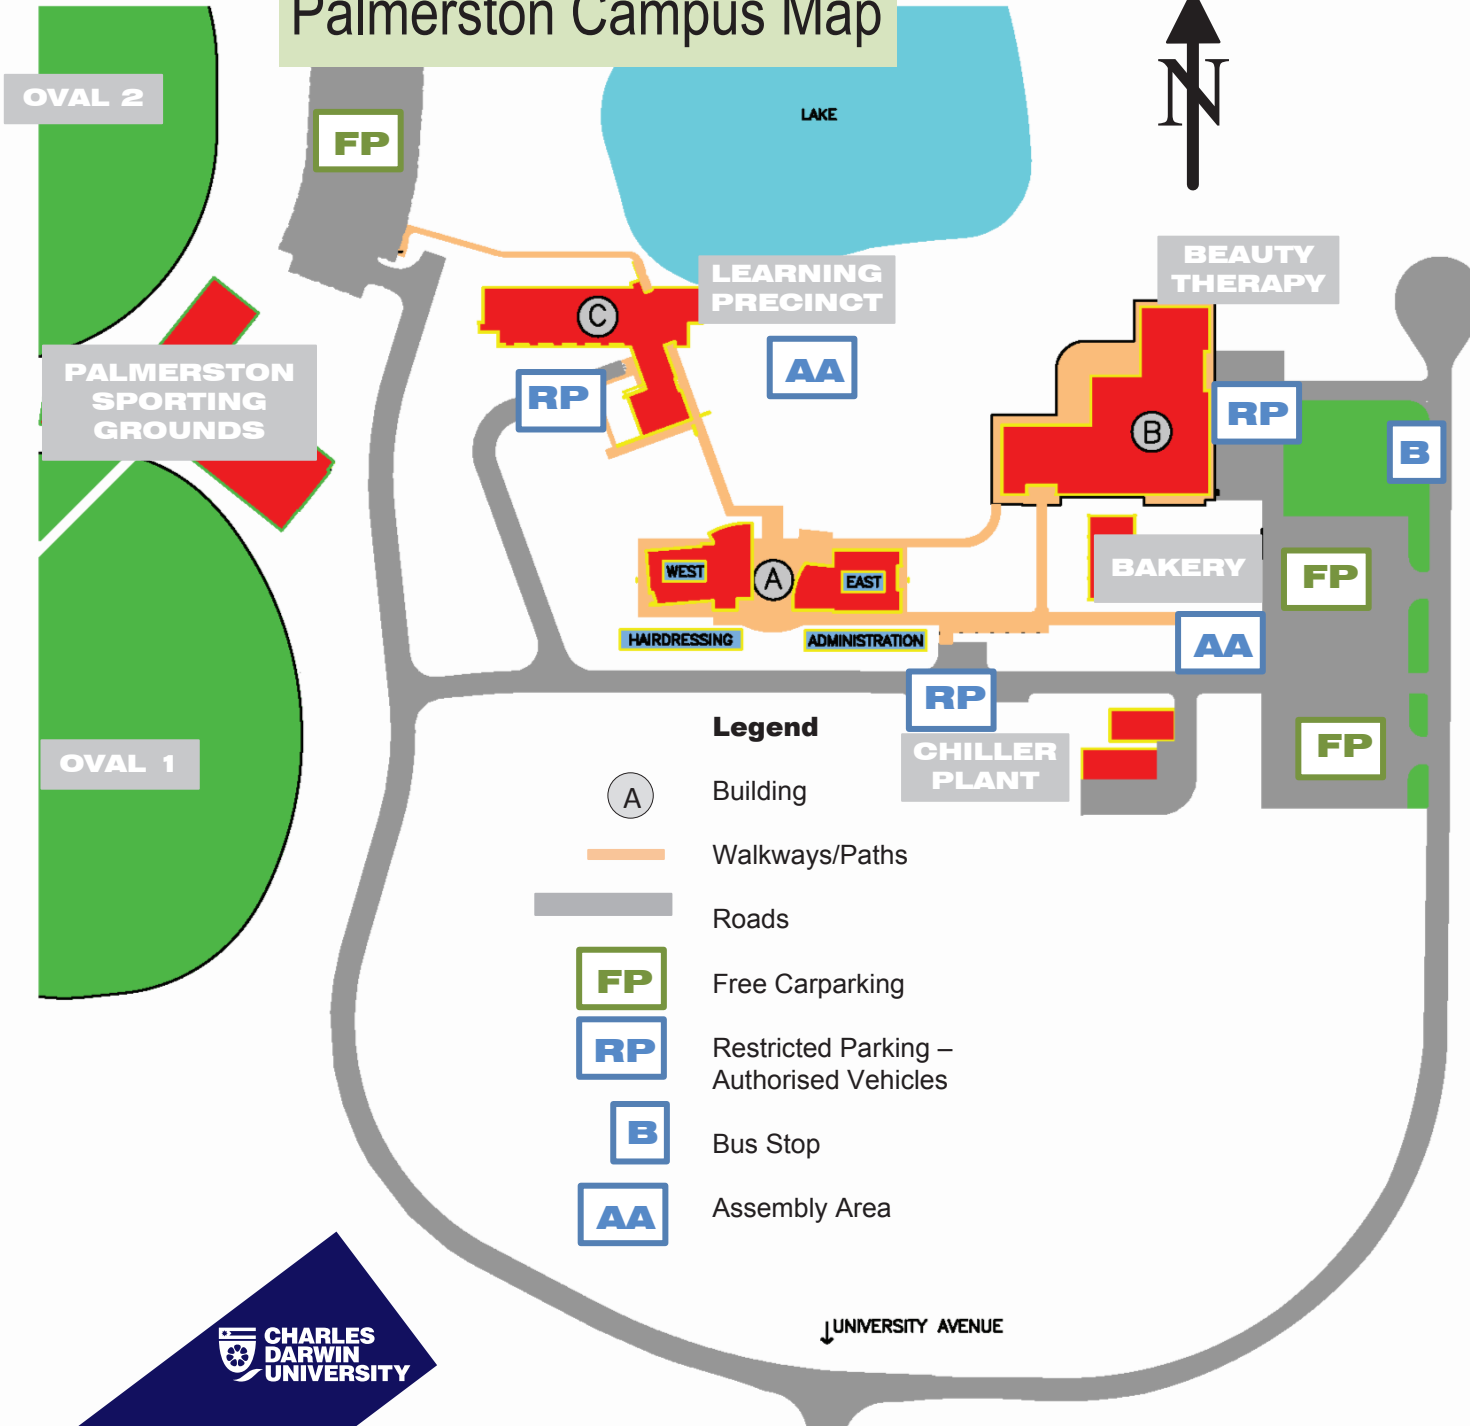 Palmerston Campus Map
N
OVAL 2
LAKE
FP
BEAUTY
THERAPY
LEARNING
PRECINCT
C
AA
PALMERSTON
SPORTING
GROUNDS
RP
RP
B
B
WEST
A
EAST
BAKERY
FP
HAIRDRESSING
ADMINISTRATION
AA
RP
OVAL 1
CHILLER
PLANT
FP
Legend
A
Building
Walkways/Paths
Roads
FP
Free Carparking
RP
Restricted Parking –
Authorised Vehicles
B
Bus Stop
AA
Assembly Area
UNIVERSITY AVENUE
CHARLES
DARWIN
UNIVERSITY